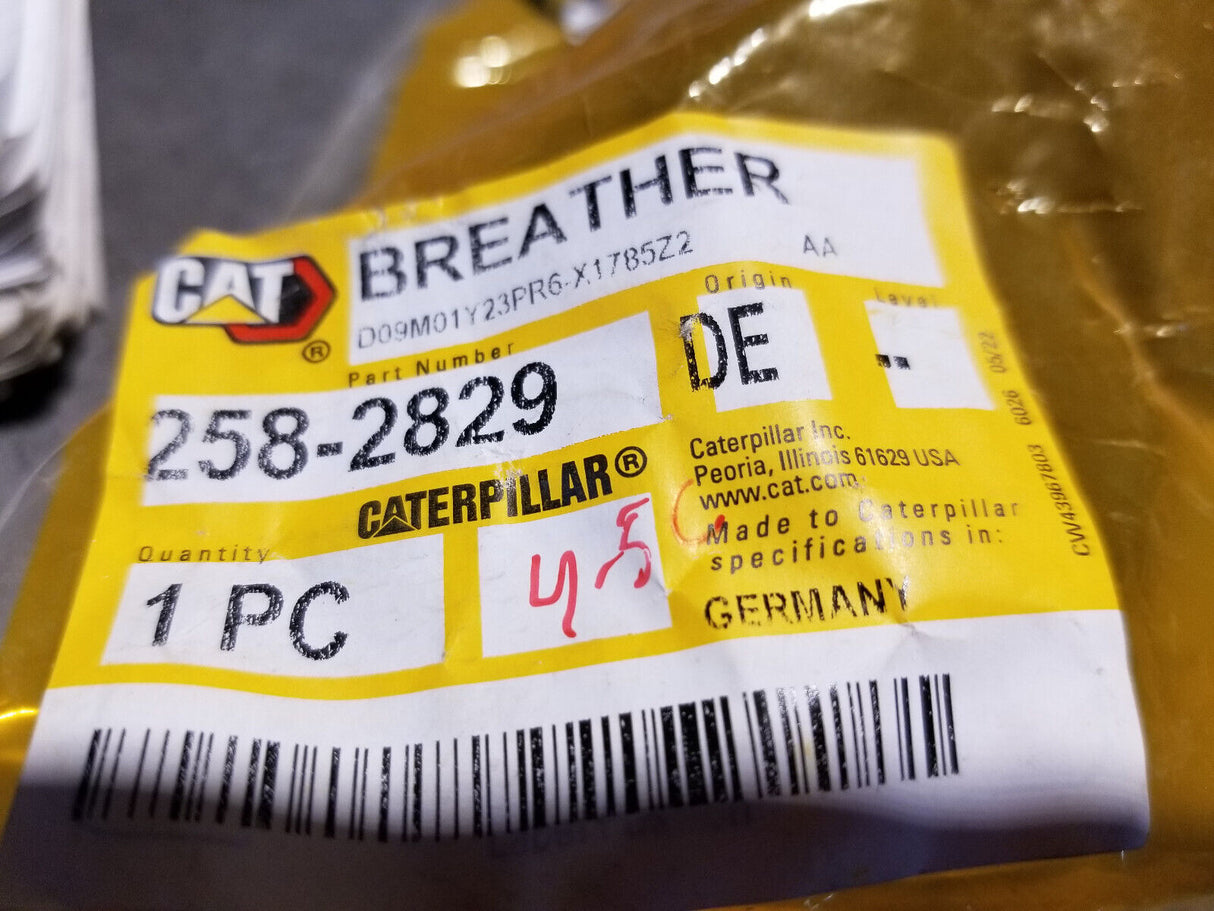 CAT
®
BREATHER
D09M01Y23PR6-X1785Z2 AA
Part Number
258-2829
Origin
DE
Level
--
CATERPILLAR®
Caterpillar Inc.
Peoria, Illinois 61629 USA
www.cat.com
Made to Caterpillar
specifications in:
GERMANY
Quantity
1 PC
45
CW43967803 6026 05/22